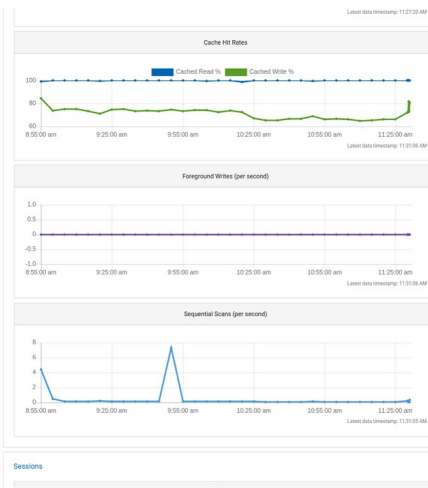 Latest data timestamp: 11:27:20 AM
Cache Hit Rates
Cached Read % Cached Write %
100
80
60
8:55:00 am 9:25:00 am 9:55:00 am 10:25:00 am 10:55:00 am 11:25:00 am
Latest data timestamp: 11:31:06 AM
Foreground Writes (per second)
1.0
0.5
0
-0.5
-1.0
8:55:00 am 9:25:00 am 9:55:00 am 10:25:00 am 10:55:00 am 11:25:00 am
Latest data timestamp: 11:31:06 AM
Sequential Scans (per second)
8
6
4
2
0
8:55:00 am 9:25:00 am 9:55:00 am 10:25:00 am 10:55:00 am 11:25:00 am
Latest data timestamp: 11:31:05 AM
Sessions